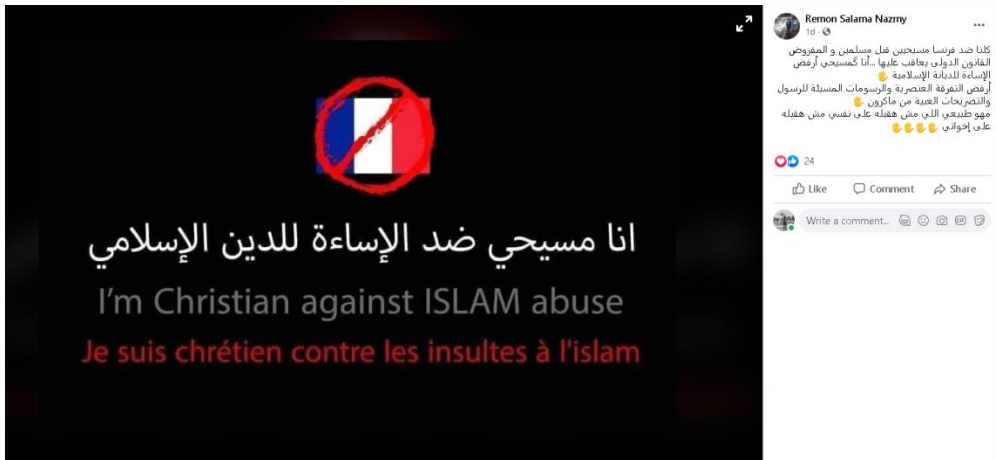 انا مسيحي ضد الإساءة للدين الإسلامي
I'm Christian against ISLAM abuse
Je suis chrétien contre les insultes à l'islam
Remon Salama Nazmy
1d ·
كلنا ضد فرنسا مسيحيين قبل مسلمين و المفروض
القانون الدولى يعاقب عليها ...أنا كمسيحي أرفض
الإساءة للديانة الإسلامية ✋
أرفض التفرقة العنصرية والرسومات المسيئة للرسول
والتصريحات الغبية من ماكرون ✋
مهو طبيعي اللي مش هقبله على نفسي مش هقبله
على إخواتي ✋✋✋✋
24
Like Comment Share
Write a comment...
GIF